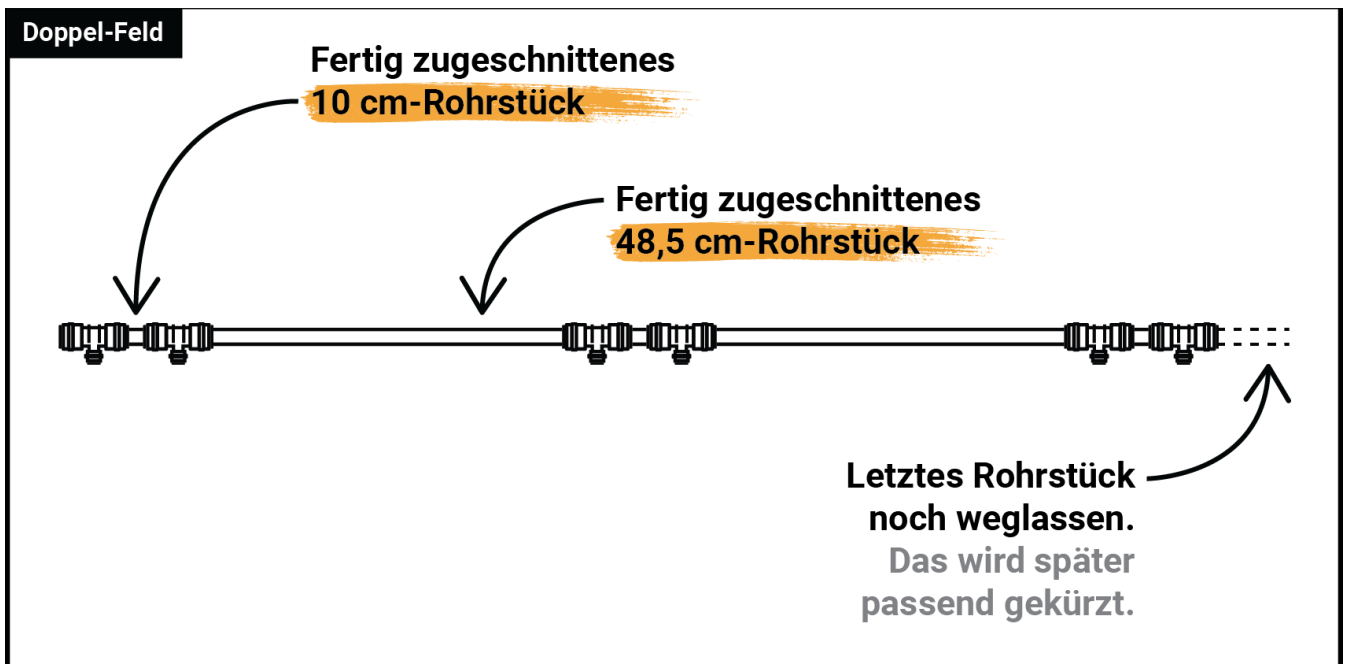 Doppel-Feld
Fertig zugeschnittenes
10 cm-Rohrstück
Fertig zugeschnittenes
48,5 cm-Rohrstück
Letztes Rohrstück
noch weglassen.
Das wird später
passend gekürzt.